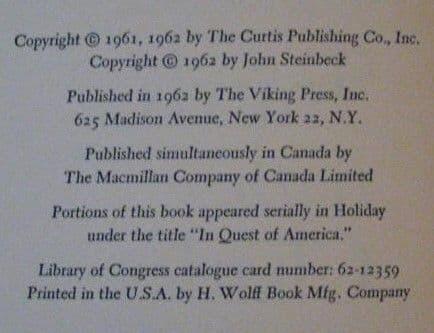 Copyright © 1961, 1962 by The Curtis Publishing Co., Inc.
Copyright © 1962 by John Steinbeck
Published in 1962 by The Viking Press, Inc.
625 Madison Avenue, New York 22, N.Y.
Published simultaneously in Canada by
The Macmillan Company of Canada Limited
Portions of this book appeared serially in Holiday
under the title “In Quest of America.”
Library of Congress catalogue card number: 62-12359
Printed in the U.S.A. by H. Wolff Book Mfg. Company